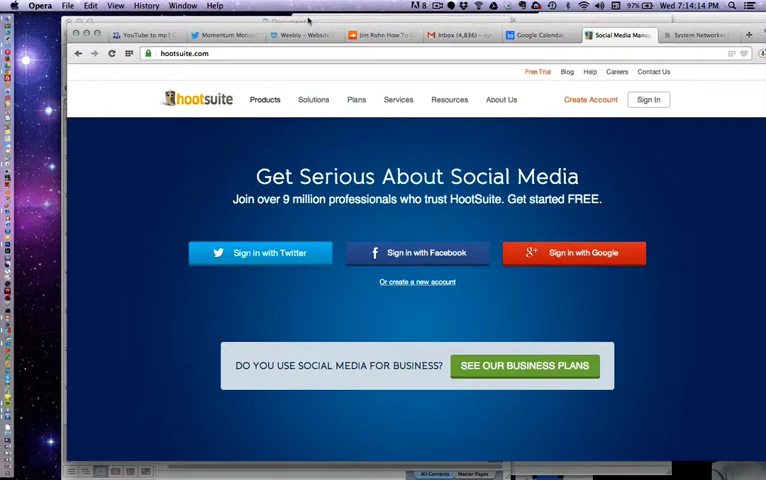 Opera File Edit View History Window Help 8 97% Wed 7:14:14 PM
YouTube to mp3 Momentum Motiv Weebly - Website Jim Rohn How To Inbox (4,836) – Google Calendar Social Media Mana System Networkin
hootsuite.com
Free Trial Blog Help Careers Contact Us
hootsuite Products Solutions Plans Services Resources About Us Create Account Sign In
Get Serious About Social Media
Join over 9 million professionals who trust HootSuite. Get started FREE.
Sign in with Twitter Sign in with Facebook Sign in with Google
Or create a new account
DO YOU USE SOCIAL MEDIA FOR BUSINESS? SEE OUR BUSINESS PLANS
All Contents Master Pages